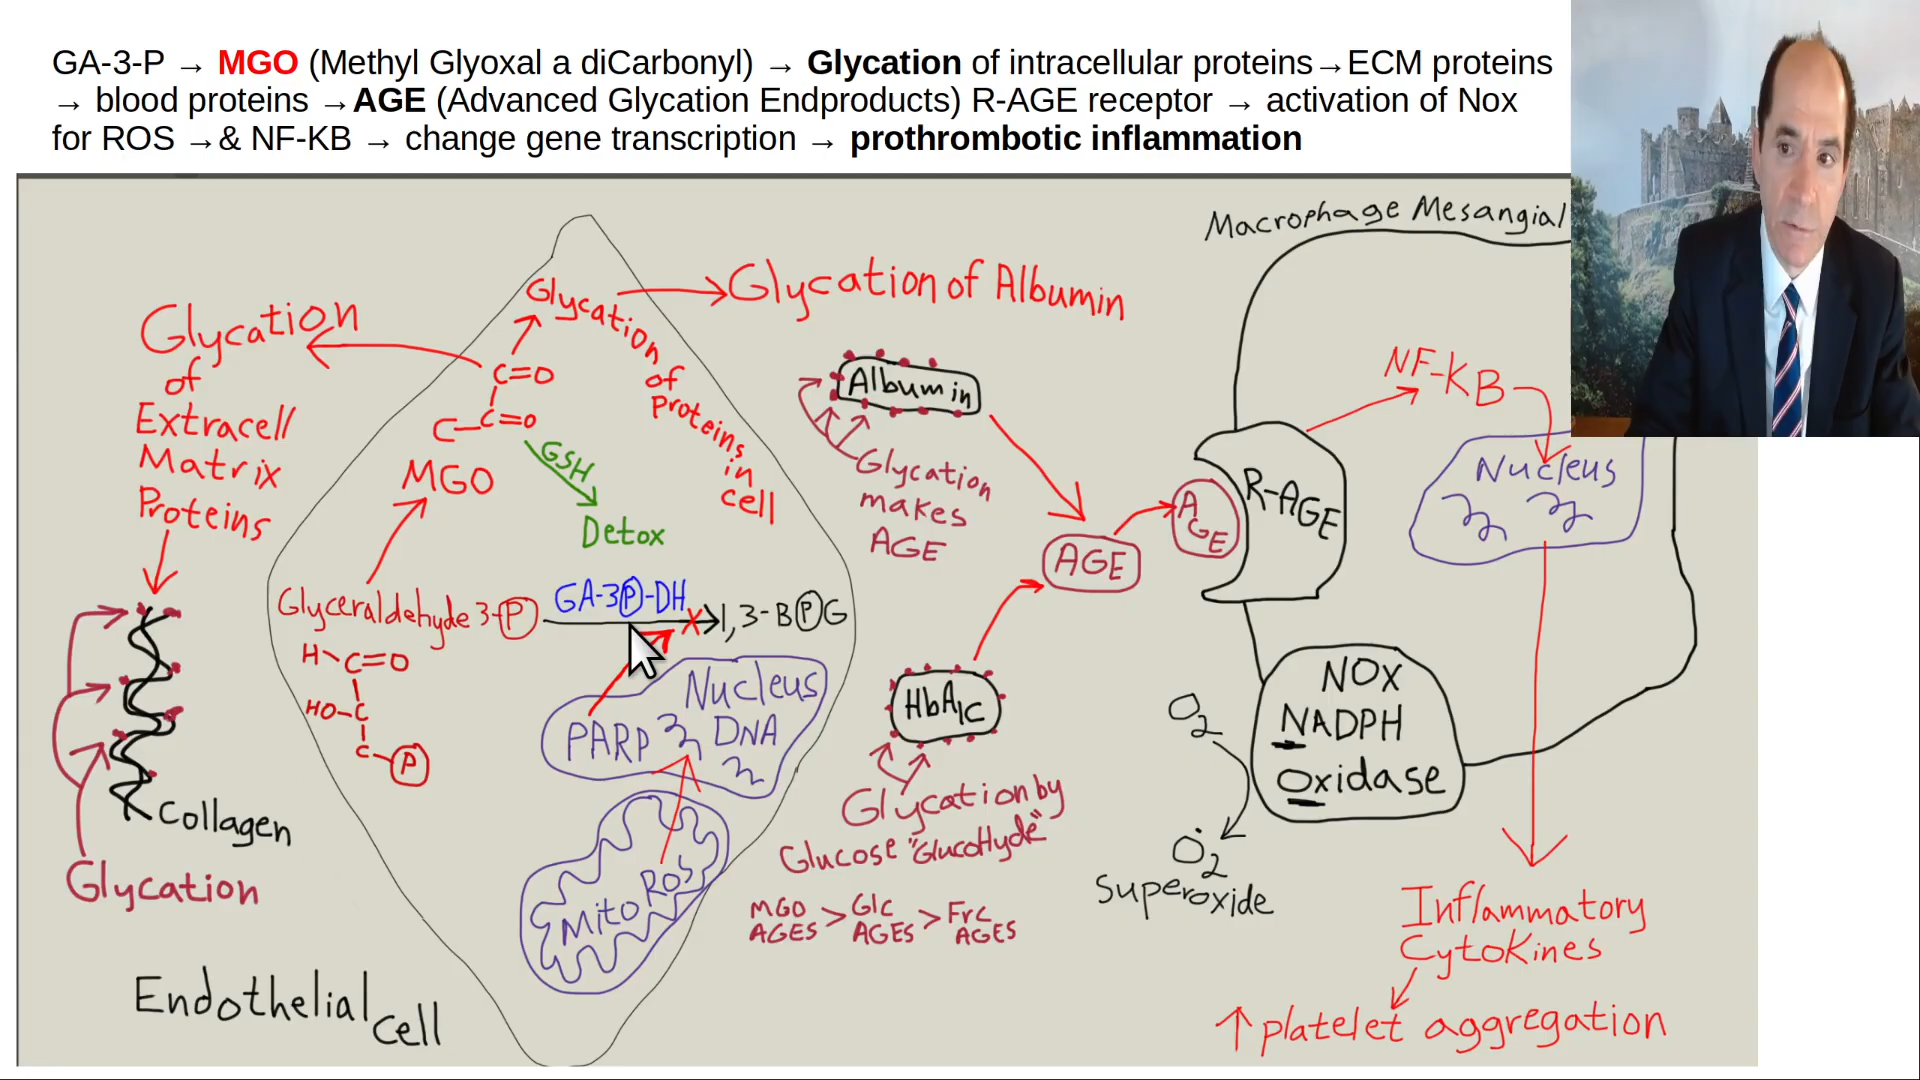 GA-3-P → MGO (Methyl Glyoxal a diCarbonyl) → Glycation of intracellular proteins→ECM proteins
→ blood proteins →AGE (Advanced Glycation Endproducts) R-AGE receptor → activation of Nox
for ROS →& NF-KB → change gene transcription → prothrombotic inflammation
Macrophage Mesangial
Glycation of Albumin
Glycation
of
Proteins
in
cell
Glycation
of
Extracell
Matrix
Proteins
C=O
C-C=O
MGO
GSH
Detox
Albumin
Glycation
makes
AGE
AGE
AGE
R-AGE
NF-KB
Nucleus
Glyceraldehyde 3-P
GA-3P-DH
X
1,3-BPG
H-C=O
HO-C
C-P
Nucleus
PARP
DNA
Mito ROS
Collagen
Glycation
HbA1C
Glycation by
Glucose "GlucoHyde"
MGO
AGES
>
Glc
AGES
>
Frc
AGES
O2
O2
Superoxide
NOX
NADPH
Oxidase
Inflammatory
Cytokines
↑platelet aggregation
Endothelial
cell